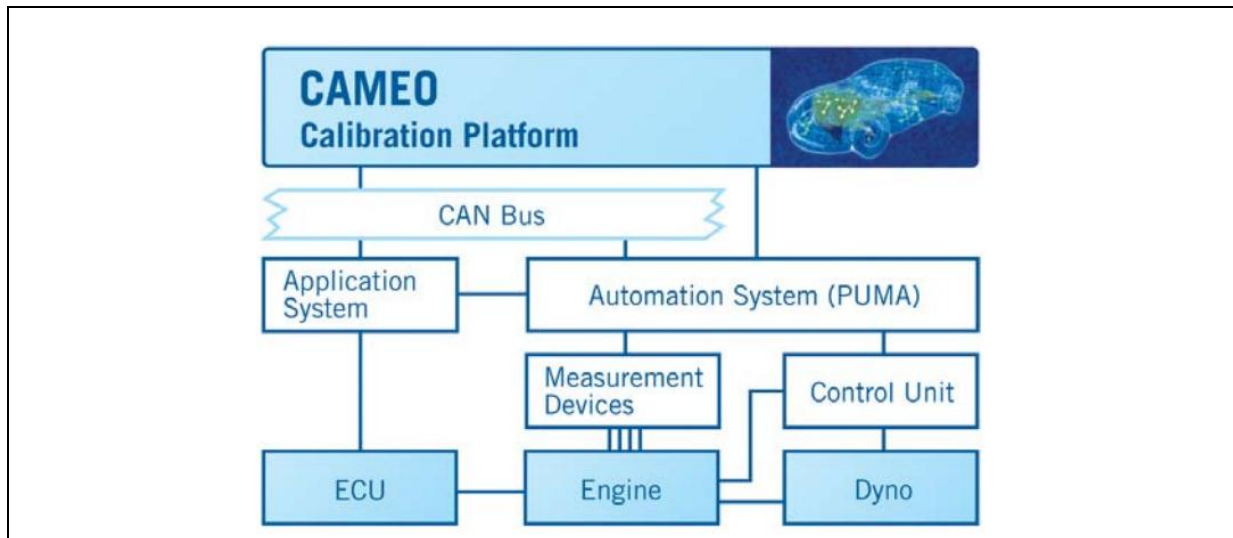 CAMEO
Calibration Platform
CAN Bus
Application
System
Automation System (PUMA)
Measurement
Devices
Control Unit
ECU
Engine
Dyno